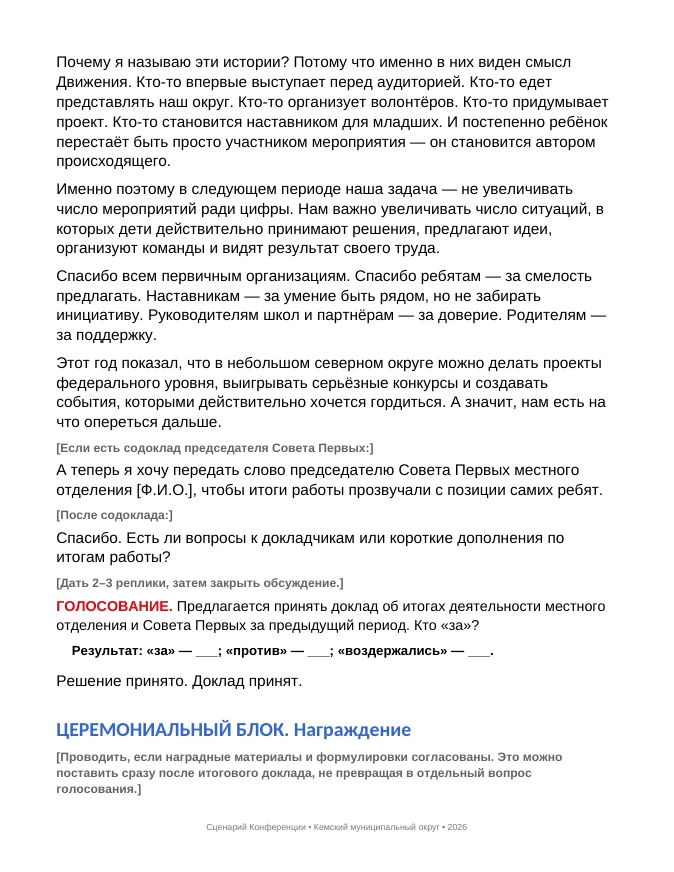 Почему я называю эти истории? Потому что именно в них виден смысл
Движения. Кто-то впервые выступает перед аудиторией. Кто-то едет
представлять наш округ. Кто-то организует волонтёров. Кто-то придумывает
проект. Кто-то становится наставником для младших. И постепенно ребёнок
перестаёт быть просто участником мероприятия — он становится автором
происходящего.
Именно поэтому в следующем периоде наша задача — не увеличивать
число мероприятий ради цифры. Нам важно увеличивать число ситуаций, в
которых дети действительно принимают решения, предлагают идеи,
организуют команды и видят результат своего труда.
Спасибо всем первичным организациям. Спасибо ребятам — за смелость
предлагать. Наставникам — за умение быть рядом, но не забирать
инициативу. Руководителям школ и партнёрам — за доверие. Родителям —
за поддержку.
Этот год показал, что в небольшом северном округе можно делать проекты
федерального уровня, выигрывать серьёзные конкурсы и создавать
события, которыми действительно хочется гордиться. А значит, нам есть на
что опереться дальше.
[Если есть содоклад председателя Совета Первых:]
А теперь я хочу передать слово председателю Совета Первых местного
отделения [Ф.И.О.], чтобы итоги работы прозвучали с позиции самих ребят.
[После содоклада:]
Спасибо. Есть ли вопросы к докладчикам или короткие дополнения по
итогам работы?
[Дать 2–3 реплики, затем закрыть обсуждение.]
ГОЛОСОВАНИЕ. Предлагается принять доклад об итогах деятельности местного
отделения и Совета Первых за предыдущий период. Кто «за»?
Результат: «за» — ___; «против» — ___; «воздержались» — ___.
Решение принято. Доклад принят.
ЦЕРЕМОНИАЛЬНЫЙ БЛОК. Награждение
[Проводить, если наградные материалы и формулировки согласованы. Это можно
поставить сразу после итогового доклада, не превращая в отдельный вопрос
голосования.]
Сценарий Конференции • Кемский муниципальный округ • 2026